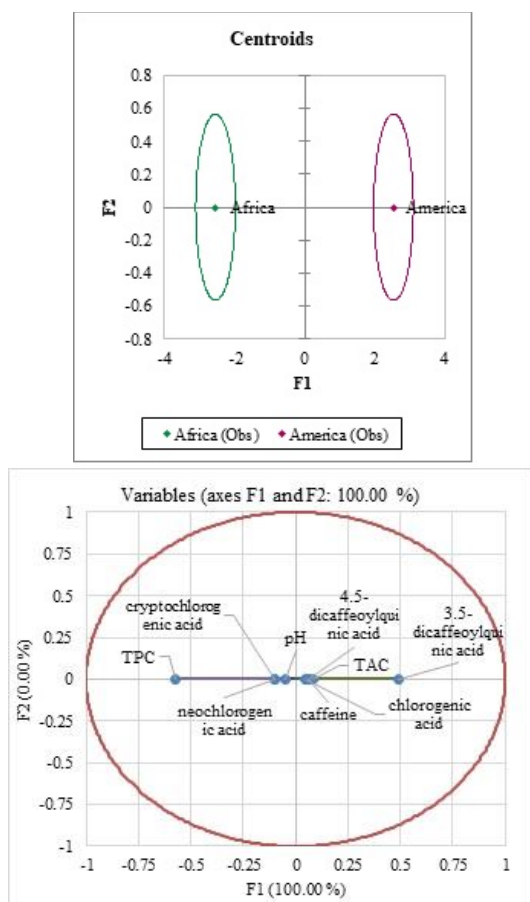 Centroids
0.8
0.6
0.4
0.2
0
-0.2
-0.4
-0.6
-0.8
F2
Africa
America
-4
-2
0
2
4
F1
Africa (Obs)
America (Obs)
Variables (axes F1 and F2: 100.00 %)
1
0.75
0.5
0.25
0
-0.25
-0.5
-0.75
-1
F2 (0.00 %)
cryptochlorog
enic acid
TPC
neochlorogen
ic acid
pH
4.5-
dicaffeoylqui
nic acid
TAC
caffeine
3.5-
dicaffeoylqui
nic acid
chlorogenic
acid
-1
-0.75
-0.5
-0.25
0
0.25
0.5
0.75
1
F1 (100.00 %)